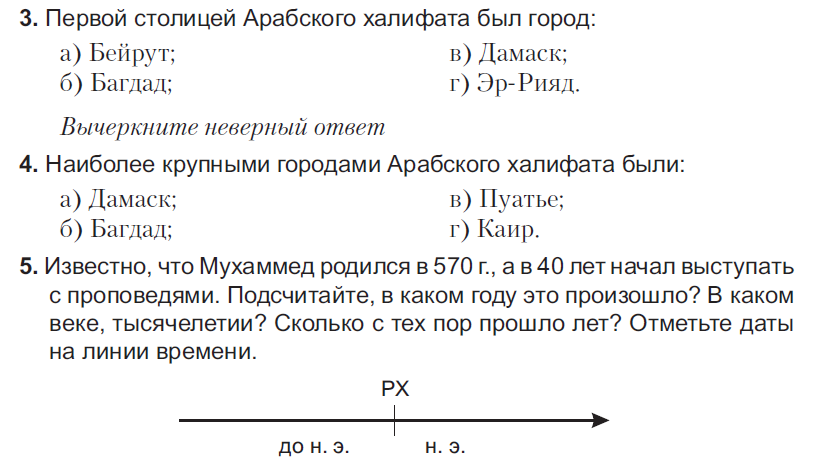 3. Первой столицей Арабского халифата был город:
а) Бейрут; в) Дамаск;
б) Багдад; г) Эр-Рияд.
Вычеркните неверный ответ
4. Наиболее крупными городами Арабского халифата были:
а) Дамаск; в) Пуатье;
б) Багдад; г) Каир.
5. Известно, что Мухаммед родился в 570 г., а в 40 лет начал выступать
с проповедями. Подсчитайте, в каком году это произошло? В каком
веке, тысячелетии? Сколько с тех пор прошло лет? Отметьте даты
на линии времени.
РХ
до н. э. н. э.